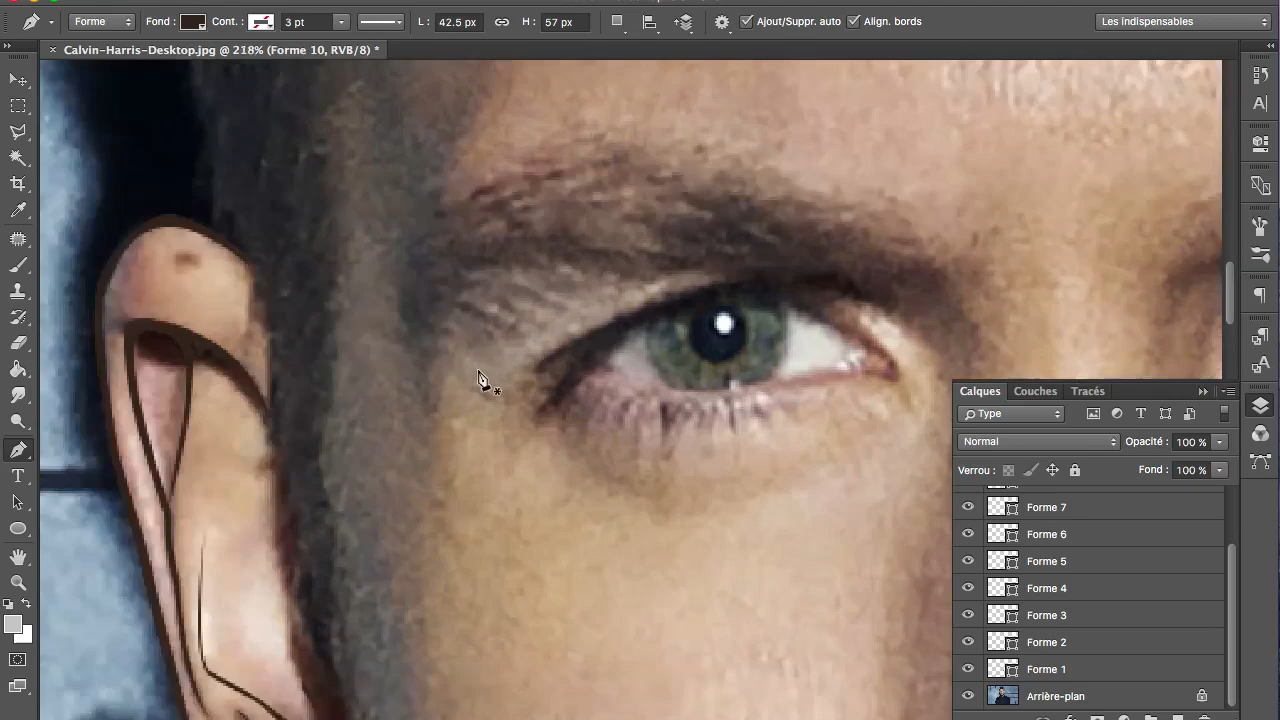 Forme Fond : Cont. : 3 pt L : 42.5 px H : 57 px Ajout/Suppr. auto Align. bords Les indispensables
× Calvin-Harris-Desktop.jpg @ 218% (Forme 10, RVB/8) *
Calques Couches Tracés
Type
Normal Opacité : 100 %
Verrou : Fond : 100 %
Forme 7
Forme 6
Forme 5
Forme 4
Forme 3
Forme 2
Forme 1
Arrière-plan